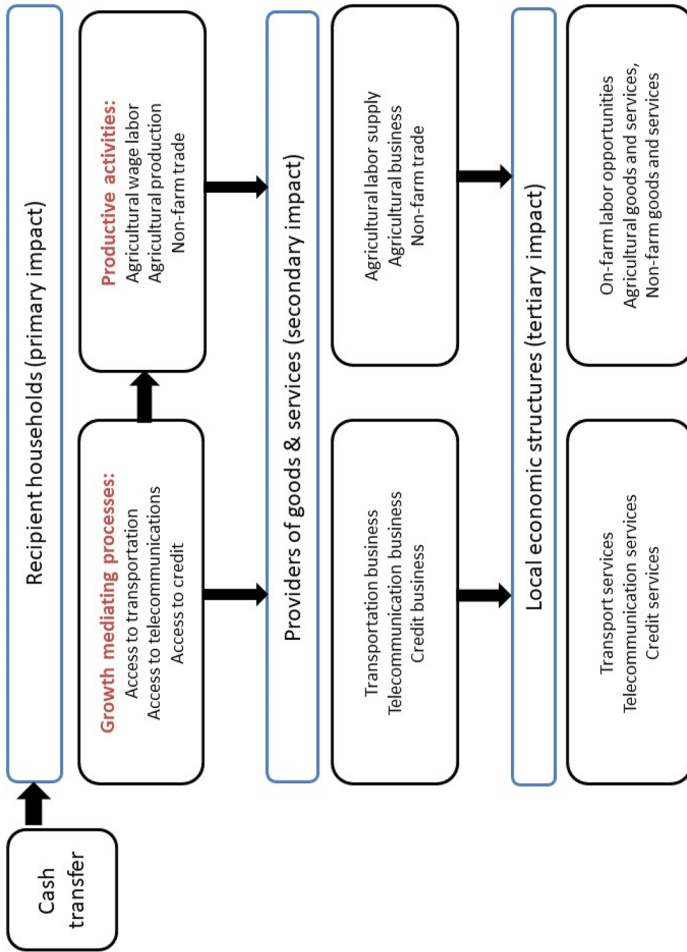 Cash
transfer
Recipient households (primary impact)
Growth mediating processes:
Access to transportation
Access to telecommunications
Access to credit
Productive activities:
Agricultural wage labor
Agricultural production
Non-farm trade
Providers of goods & services (secondary impact)
Transportation business
Telecommunication business
Credit business
Agricultural labor supply
Agricultural business
Non-farm trade
Local economic structures (tertiary impact)
Transport services
Telecommunication services
Credit services
On-farm labor opportunities
Agricultural goods and services,
Non-farm goods and services